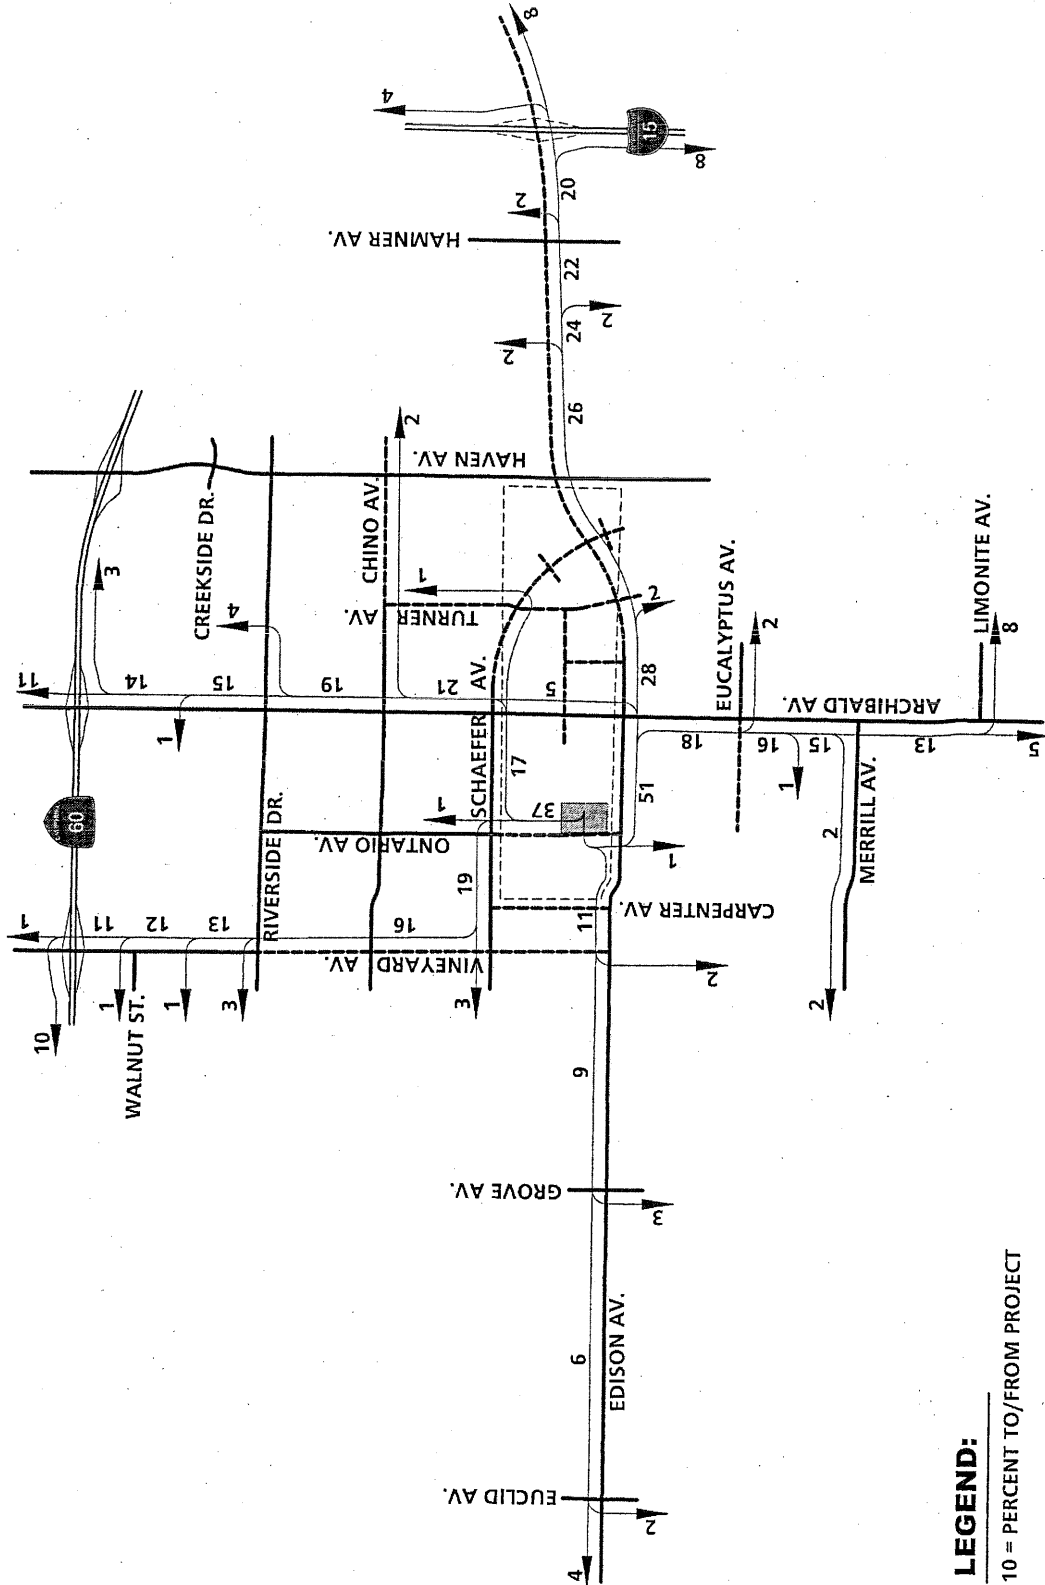 8
4
15
8
20
2
HAMNER AV.
22
2
24
2
26
2
HAVEN AV.
CHINO AV.
CREEKSIDE DR.
3
4
1
TURNER AV.
2
EUCALYPTUS AV.
2
LIMONITE AV.
8
11
14
15
19
21
5
28
SCHAEFER AV.
ARCHIBALD AV.
1
17
18
16
15
13
5
1
60
RIVERSIDE DR.
ONTARIO AV.
1
37
51
1
2
MERRILL AV.
19
11
CARPENTER AV.
1
11
12
13
16
VINEYARD AV.
10
1
WALNUT ST.
1
3
3
2
2
9
GROVE AV.
3
6
EDISON AV.
EUCLID AV.
2
4
LEGEND:
10 = PERCENT TO/FROM PROJECT